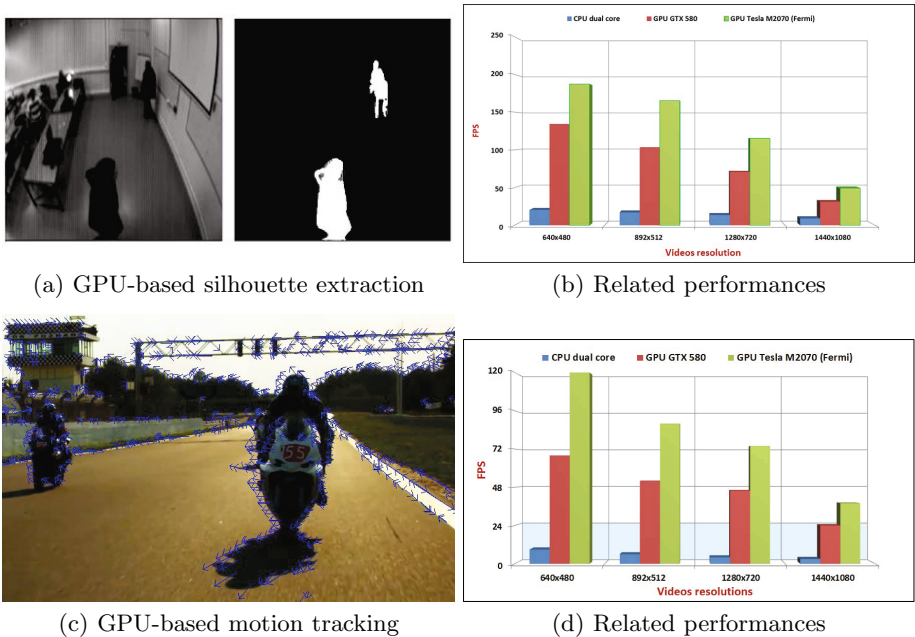 CPU dual core GPU GTX 580 GPU Tesla M2070 (Fermi)
250
200
150
100
50
0
FPS
640x480 892x512 1280x720 1440x1080
Videos resolution
(a) GPU-based silhouette extraction
(b) Related performances
55
CPU dual core GPU GTX 580 GPU Tesla M2070 (Fermi)
120
96
72
48
24
0
FPS
640x480 892x512 1280x720 1440x1080
Videos resolutions
(c) GPU-based motion tracking
(d) Related performances